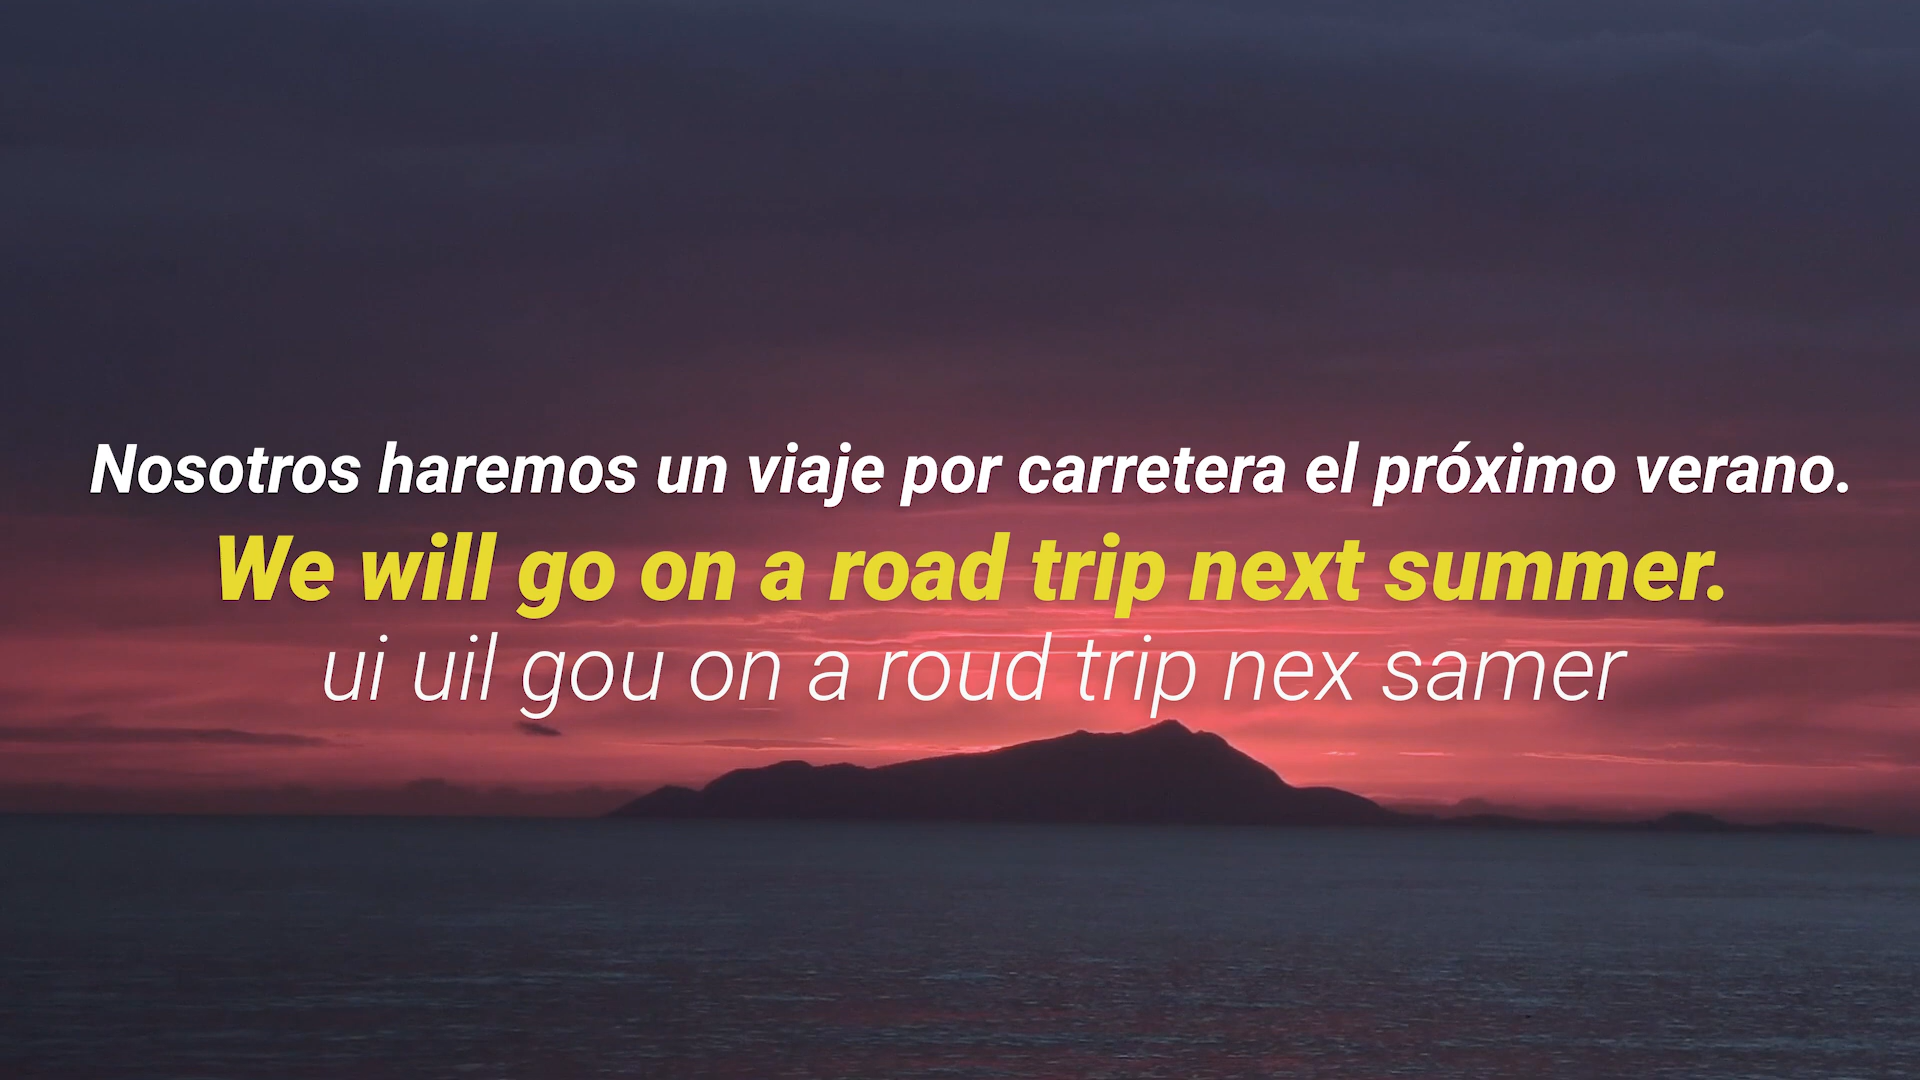 Nosotros haremos un viaje por carretera el próximo verano.
We will go on a road trip next summer.
ui uil gou on a roud trip nex samer